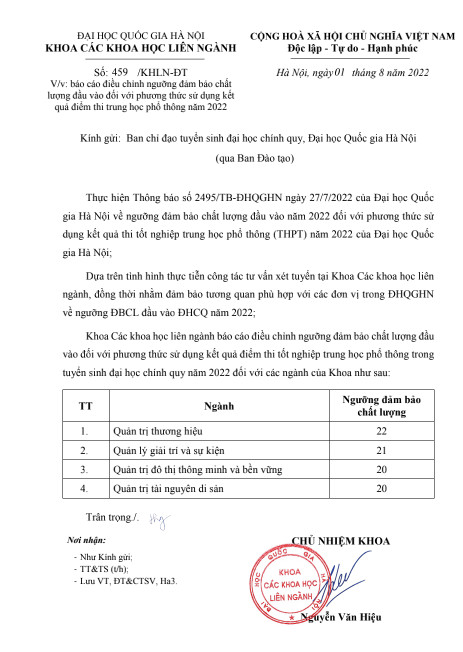 ĐẠI HỌC QUỐC GIA HÀ NỘI
KHOA CÁC KHOA HỌC LIÊN NGÀNH
CỘNG HOÀ XÃ HỘI CHỦ NGHĨA VIỆT NAM
Độc lập - Tự do - Hạnh phúc
Số: 459 /KHLN-ĐT
V/v: báo cáo điều chỉnh ngưỡng đảm bảo chất
lượng đầu vào đối với phương thức sử dụng kết
quả điểm thi trung học phổ thông năm 2022
Hà Nội, ngày 01 tháng 8 năm 2022
Kính gửi: Ban chỉ đạo tuyển sinh đại học chính quy, Đại học Quốc gia Hà Nội
(qua Ban Đào tạo)
Thực hiện Thông báo số 2495/TB-ĐHQGHN ngày 27/7/2022 của Đại học Quốc
gia Hà Nội về ngưỡng đảm bảo chất lượng đầu vào năm 2022 đối với phương thức sử
dụng kết quả thi tốt nghiệp trung học phổ thông (THPT) năm 2022 của Đại học Quốc
gia Hà Nội;
Dựa trên tình hình thực tiễn công tác tư vấn xét tuyển tại Khoa Các khoa học liên
ngành, đồng thời nhằm đảm bảo tương quan phù hợp với các đơn vị trong ĐHQGHN
về ngưỡng ĐBCL đầu vào ĐHCQ năm 2022;
Khoa Các khoa học liên ngành báo cáo điều chỉnh ngưỡng đảm bảo chất lượng đầu
vào đối với phương thức sử dụng kết quả điểm thi tốt nghiệp trung học phổ thông trong
tuyển sinh đại học chính quy năm 2022 đối với các ngành của Khoa như sau:
TT Ngành Ngưỡng đảm bảo chất lượng
1. Quản trị thương hiệu 22
2. Quản lý giải trí và sự kiện 21
3. Quản trị đô thị thông minh và bền vững 20
4. Quản trị tài nguyên di sản 20
Trân trọng./.
Nơi nhận:
- Như Kính gửi;
- TT&TS (t/h);
- Lưu VT, ĐT&CTSV, Ha3.
CHỦ NHIỆM KHOA
ĐẠI HỌC QUỐC GIA HÀ NỘI
KHOA
CÁC KHOA HỌC
LIÊN NGÀNH
Nguyễn Văn Hiệu